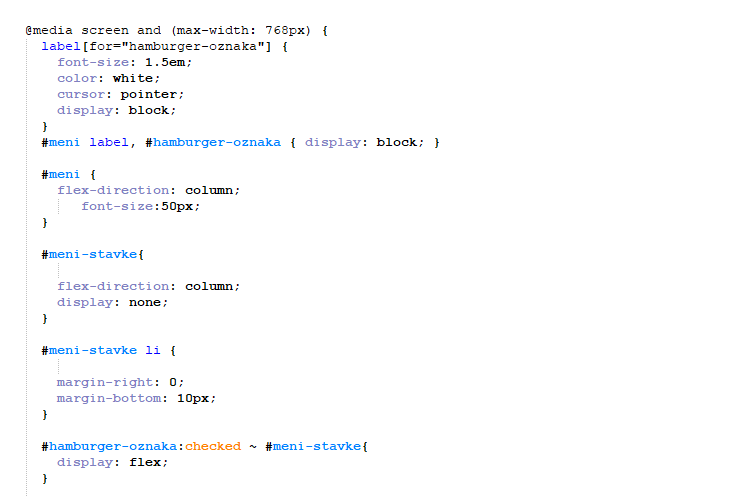 @media screen and (max-width: 768px) {
label[for="hamburger-oznaka"] {
font-size: 1.5em;
color: white;
cursor: pointer;
display: block;
}
#meni label, #hamburger-oznaka { display: block; }
#meni {
flex-direction: column;
font-size:50px;
}
#meni-stavke{
flex-direction: column;
display: none;
}
#meni-stavke li {
margin-right: 0;
margin-bottom: 10px;
}
#hamburger-oznaka:checked ~ #meni-stavke{
display: flex;
}